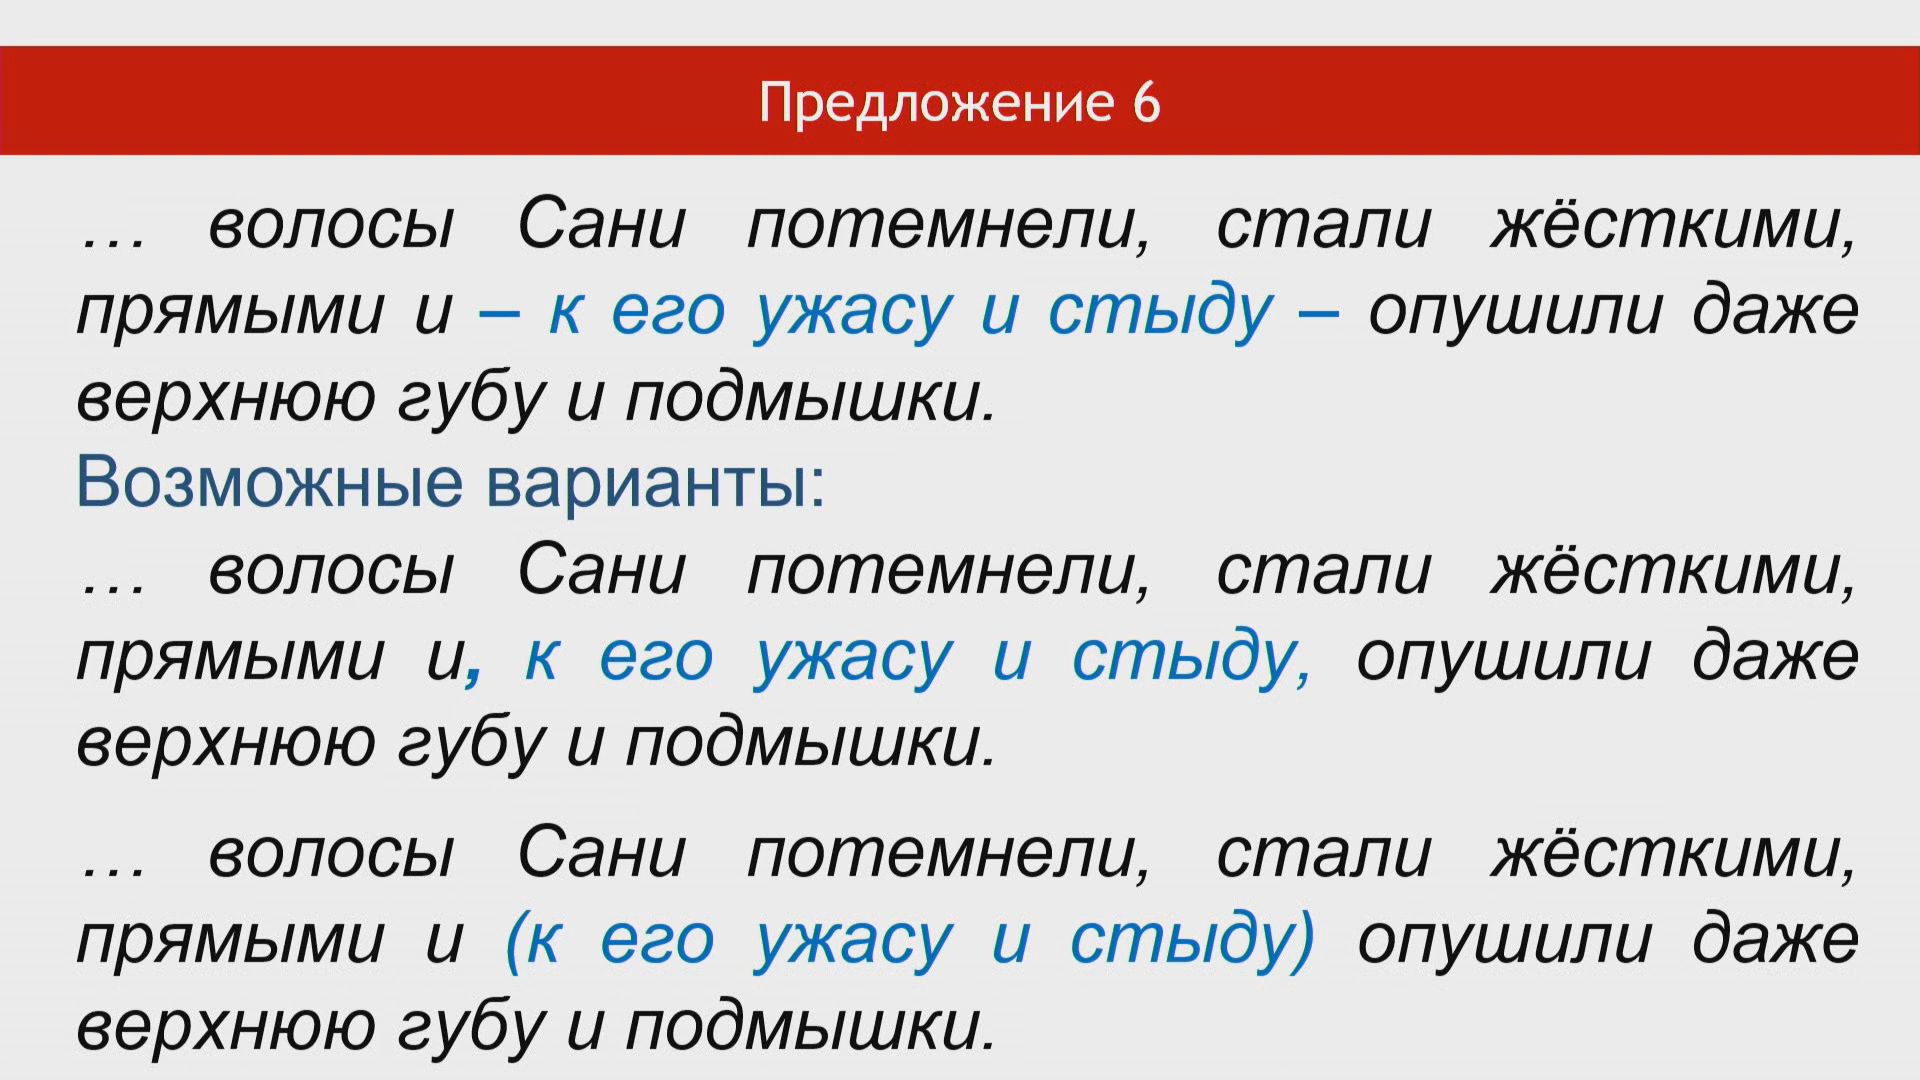 Предложение 6
… волосы Сани потемнели, стали жёсткими,
прямыми и – к его ужасу и стыду – опушили даже
верхнюю губу и подмышки.
Возможные варианты:
… волосы Сани потемнели, стали жёсткими,
прямыми и, к его ужасу и стыду, опушили даже
верхнюю губу и подмышки.
… волосы Сани потемнели, стали жёсткими,
прямыми и (к его ужасу и стыду) опушили даже
верхнюю губу и подмышки.